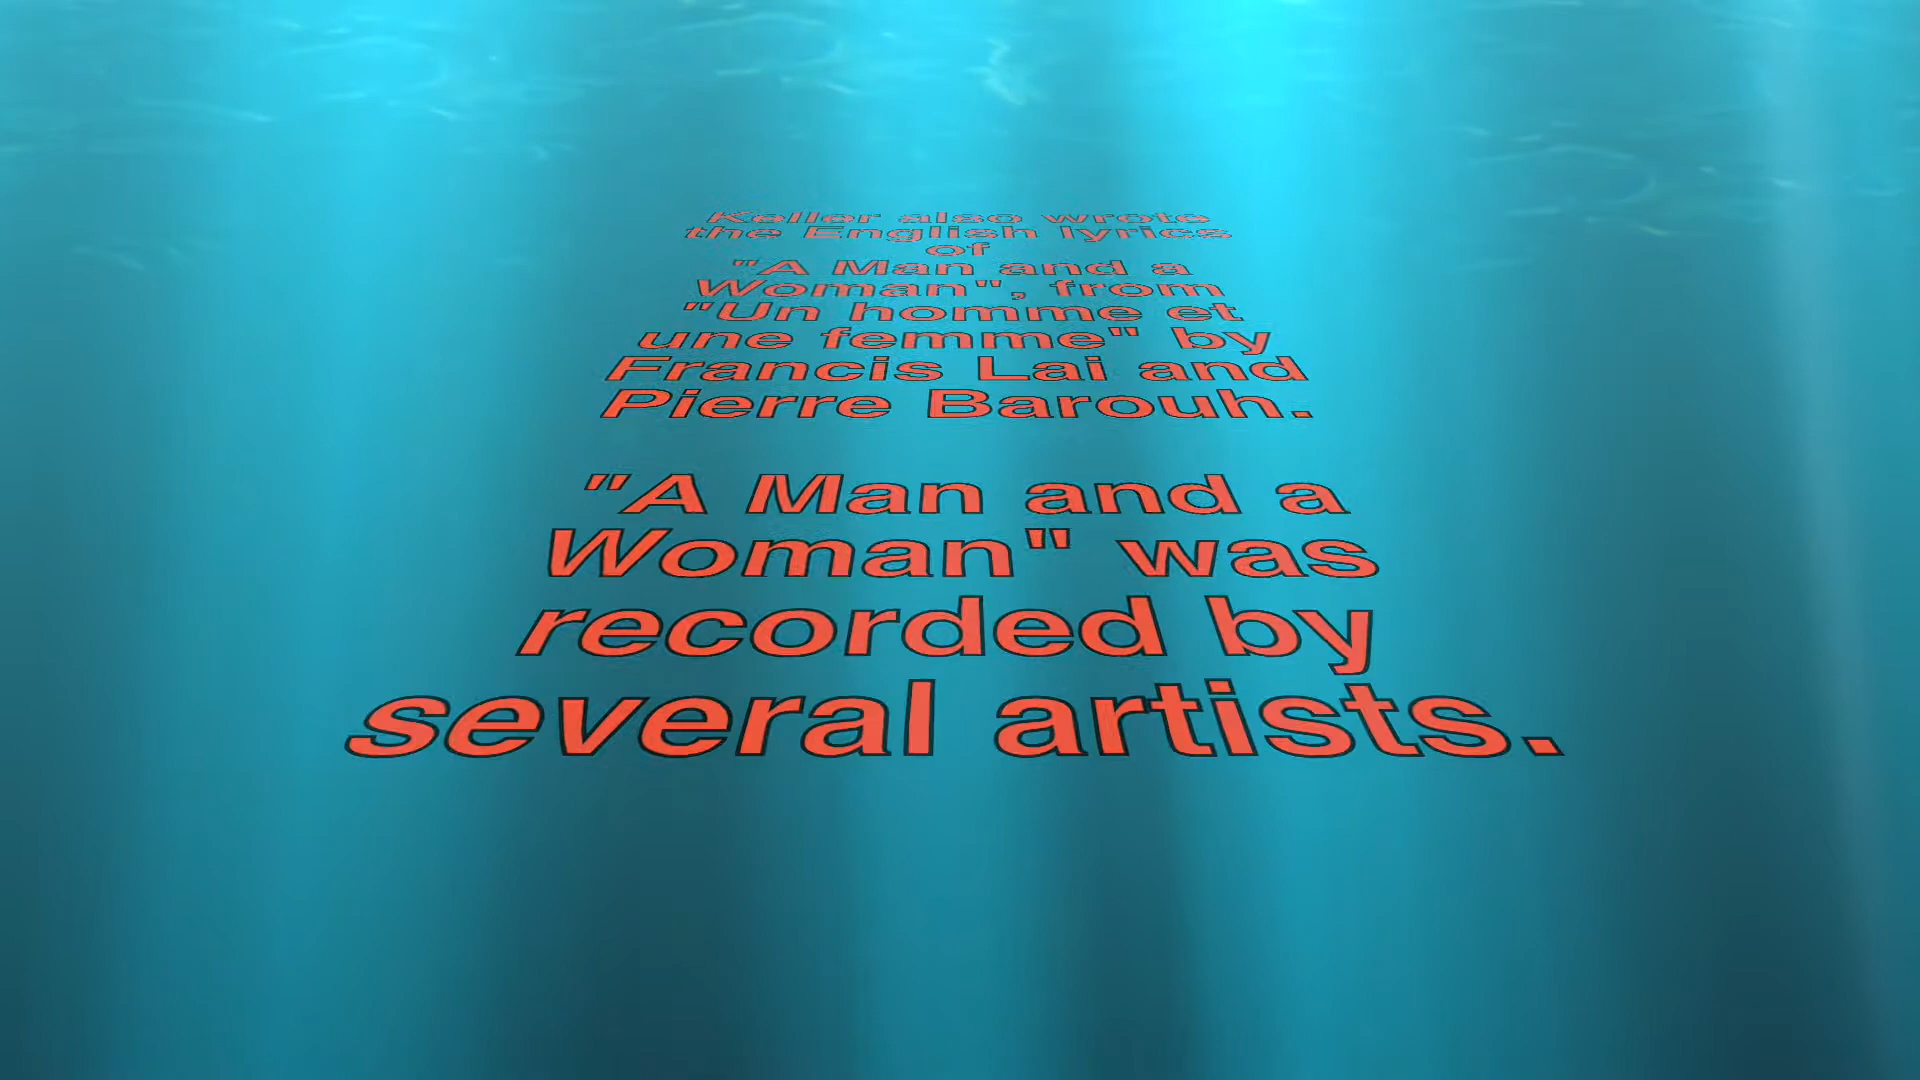 Keller also wrote
the English lyrics
of
"A Man and a
Woman", from
"Un homme et
une femme" by
Francis Lai and
Pierre Barouh.
"A Man and a
Woman" was
recorded by
several artists.